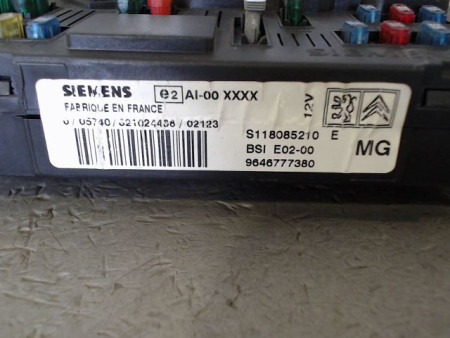 SIEMENS e2 AI-00 XXXX
FABRIQUE EN FRANCE
12V
S118085210 E
BSI E02-00 MG
9646777380